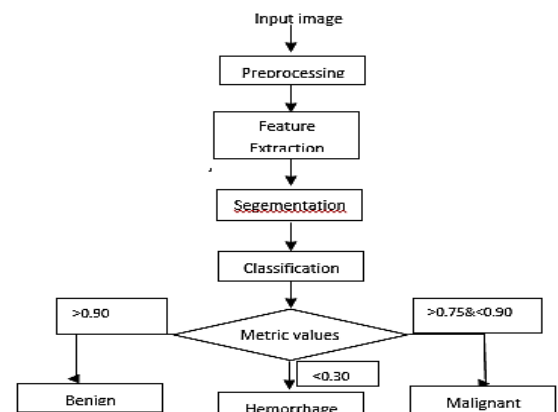 Input image
Preprocessing
Feature
Extraction
Segementation
Classification
>0.90
Metric values
>0.75&<0.90
<0.30
Benign
Hemorrhage
Malignant